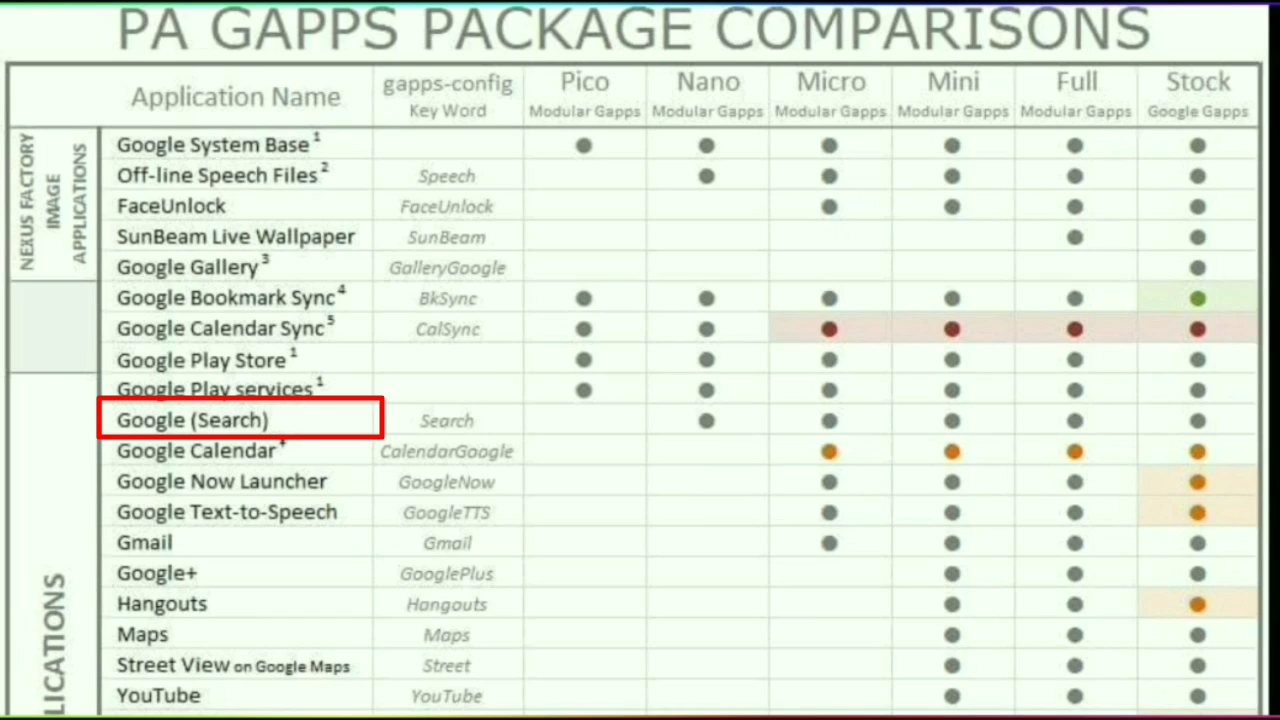 PA GAPPS PACKAGE COMPARISONS
Application Name gapps-config Key Word Pico Modular Gapps Nano Modular Gapps Micro Modular Gapps Mini Modular Gapps Full Modular Gapps Stock Google Gapps
NEXUS FACTORY
IMAGE
APPLICATIONS
Google System Base 1
Off-line Speech Files 2 Speech
FaceUnlock FaceUnlock
SunBeam Live Wallpaper SunBeam
Google Gallery 3 GalleryGoogle
Google Bookmark Sync 4 BkSync
Google Calendar Sync 5 CalSync
Google Play Store 1
Google Play services 1
Google (Search) Search
Google Calendar CalendarGoogle
Google Now Launcher GoogleNow
Google Text-to-Speech GoogleTTS
Gmail Gmail
Google+ GooglePlus
Hangouts Hangouts
Maps Maps
Street View on Google Maps Street
YouTube YouTube
LICATIONS